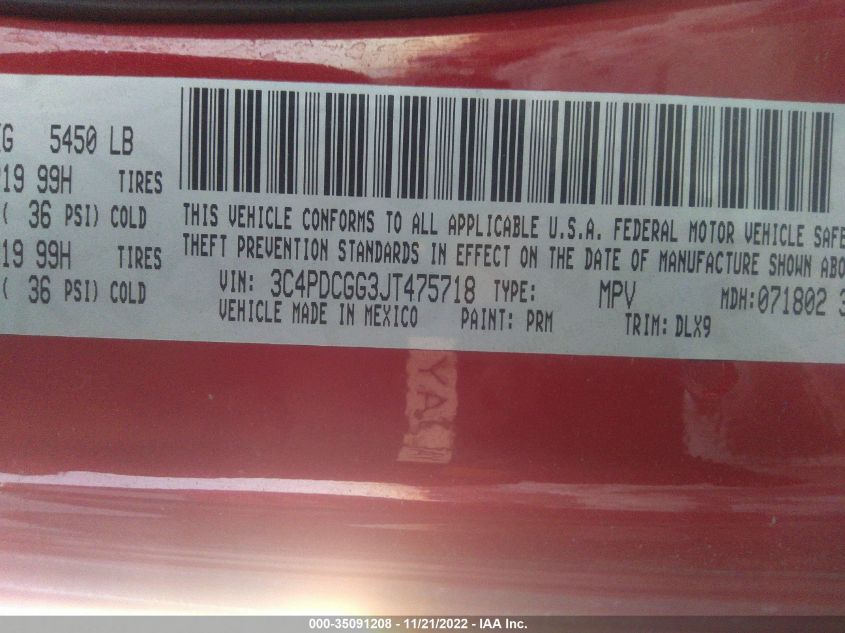 KG 5450 LB
19 99H TIRES
( 36 PSI) COLD
19 99H TIRES
( 36 PSI) COLD
THIS VEHICLE CONFORMS TO ALL APPLICABLE U.S.A. FEDERAL MOTOR VEHICLE SAFE
THEFT PREVENTION STANDARDS IN EFFECT ON THE DATE OF MANUFACTURE SHOWN ABO
VIN: 3C4PDCGG3JT475718 TYPE: MPV MDH:071802 3
VEHICLE MADE IN MEXICO PAINT: PRM TRIM: DLX9
000-35091208 - 11/21/2022 - IAA Inc.